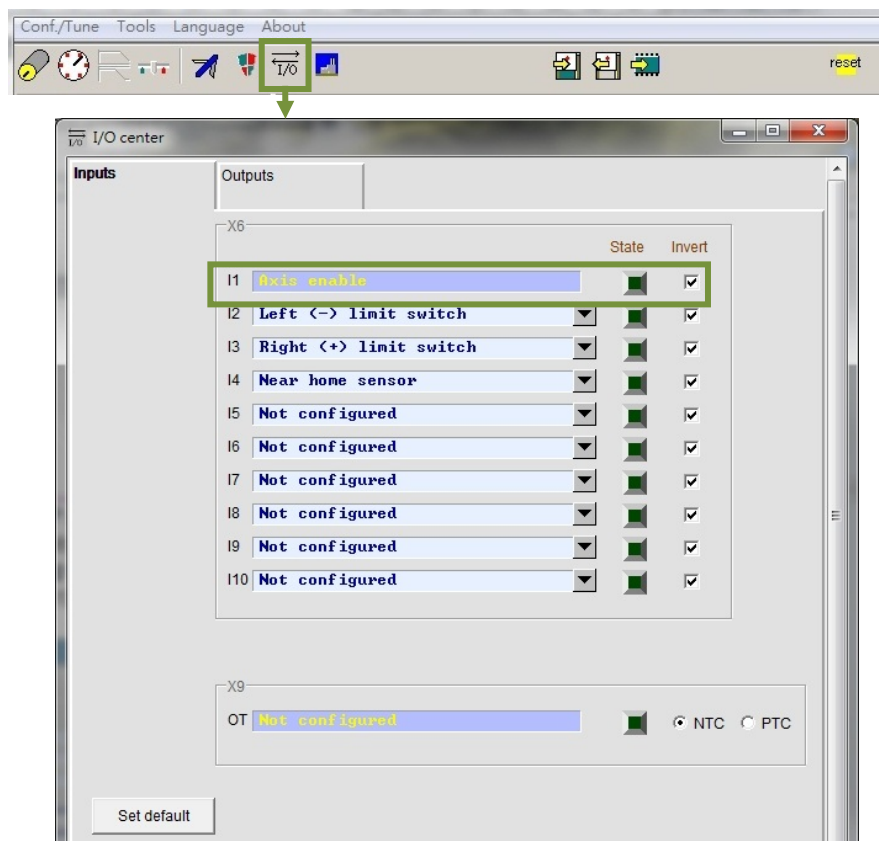 Conf./Tune Tools Language About
I/O
reset
I/O I/O center
Inputs Outputs
X6
State Invert
I1 Axis enable
I2 Left (-) limit switch
I3 Right (+) limit switch
I4 Near home sensor
I5 Not configured
I6 Not configured
I7 Not configured
I8 Not configured
I9 Not configured
I10 Not configured
X9
OT Not configured NTC PTC
Set default